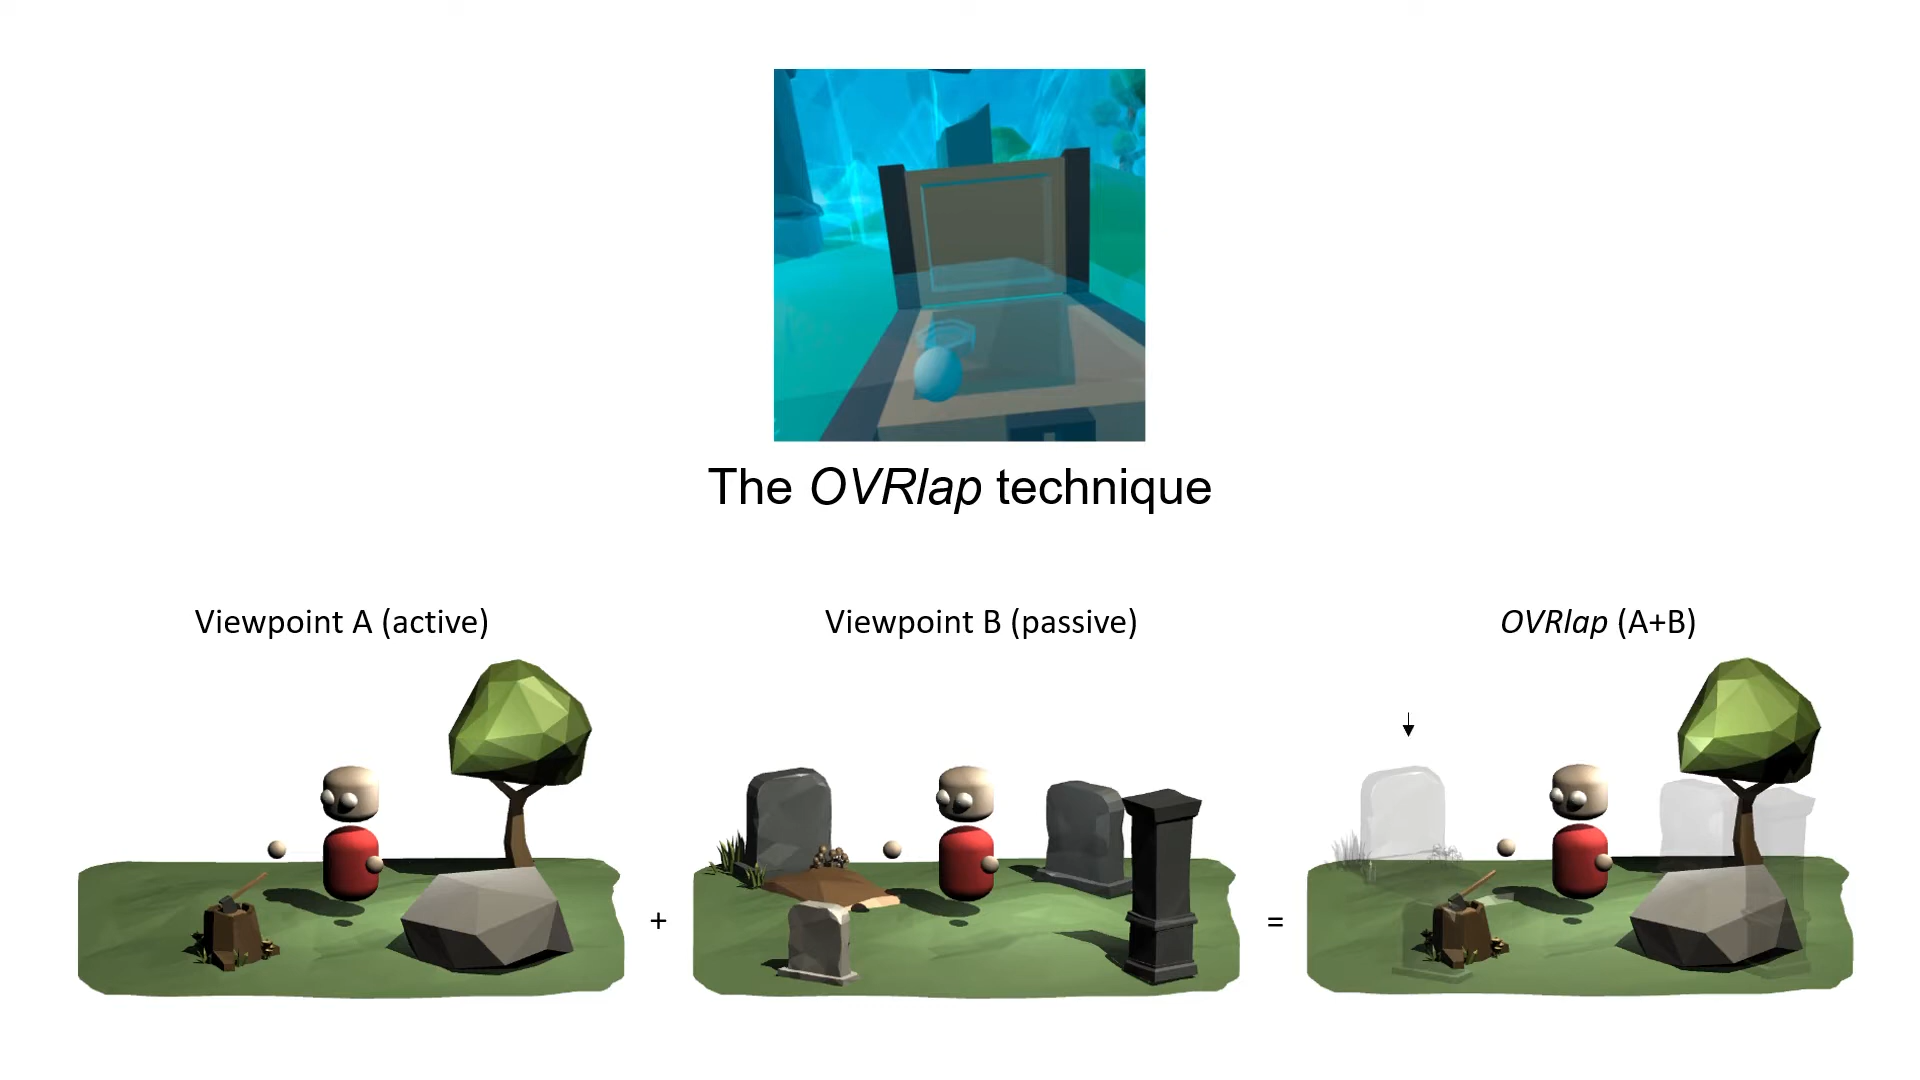 The OVRlap technique
Viewpoint A (active)
Viewpoint B (passive)
OVRlap (A+B)
+
=